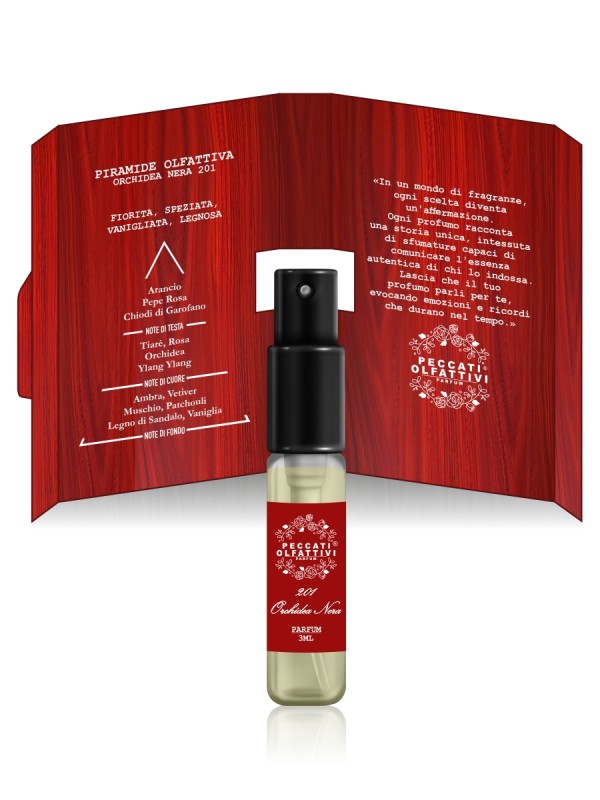 PIRAMIDE OLFATTIVA
ORCHIDEA NERA 201
FIORITA, SPEZIATA,
VANIGLIATA, LEGNOSA
Arancio
Pepe Rosa
Chiodi di Garofano
NOTE DI TESTA
Tiaré, Rosa
Orchidea
Ylang Ylang
NOTE DI CUORE
Ambra, Vetiver
Muschio, Patchouli
Legno di Sandalo, Vaniglia
NOTE DI FONDO
«In un mondo di fragranze,
ogni scelta diventa
un'affermazione.
Ogni profumo racconta
una storia unica, intessuta
di sfumature capaci di
comunicare l'essenza
autentica di chi lo indossa.
Lascia che il tuo
profumo parli per te,
evocando emozioni e ricordi
che durano nel tempo.»
PECCATI
OLFATTIVI®
PARFUM
PECCATI
OLFATTIVI®
PARFUM
201
Orchidea Nera
PARFUM
3ML